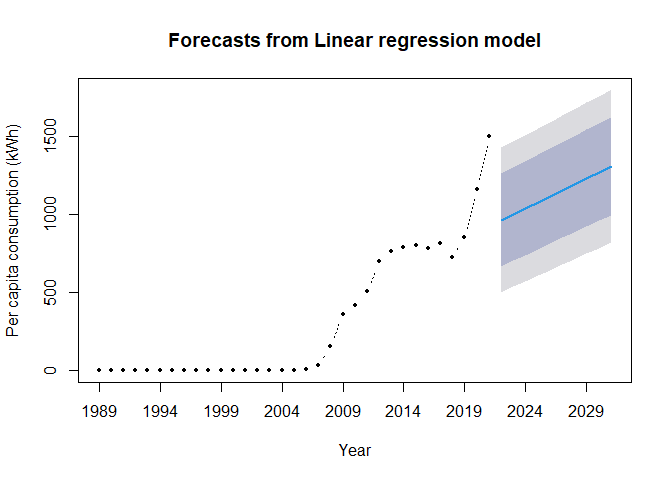 Forecasts from Linear regression model
Per capita consumption (kWh)
1500
1000
500
0
1989 1994 1999 2004 2009 2014 2019 2024 2029
Year